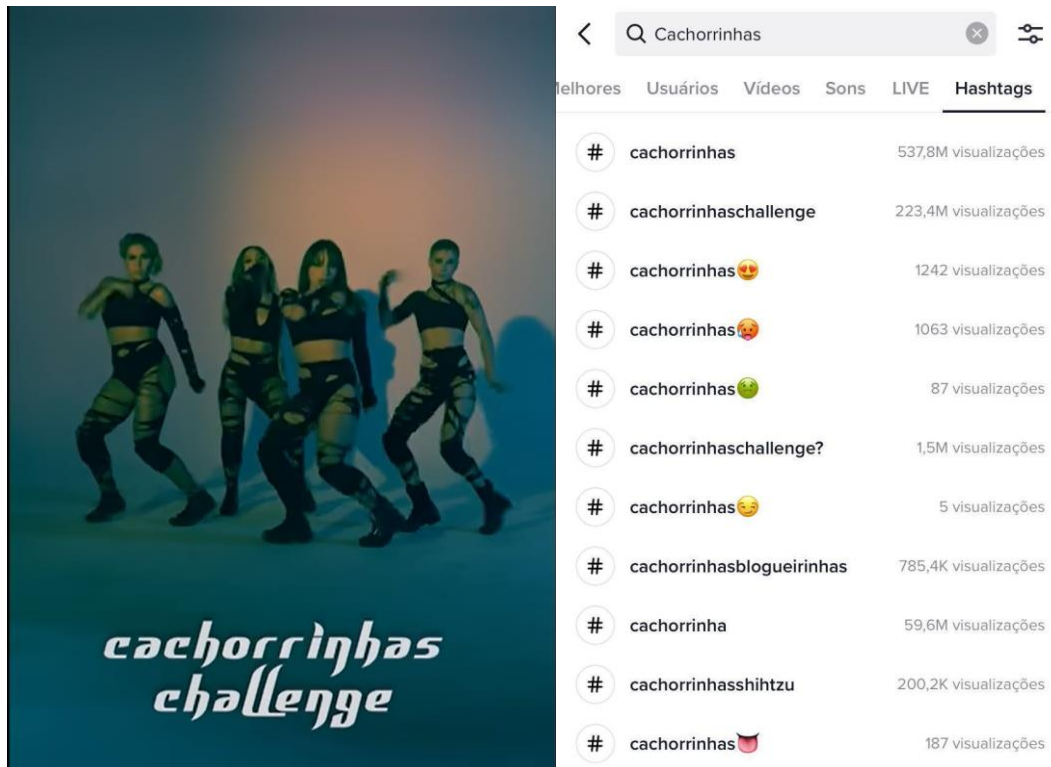 cachorrinhas
challenge
Cachorrinhas
Melhores Usuários Vídeos Sons LIVE Hashtags
# cachorrinhas 537,8M visualizações
# cachorrinhaschallenge 223,4M visualizações
# cachorrinhas😍 1242 visualizações
# cachorrinhas🥵 1063 visualizações
# cachorrinhas🤢 87 visualizações
# cachorrinhaschallenge? 1,5M visualizações
# cachorrinhas😏 5 visualizações
# cachorrinhasblogueirinhas 785,4K visualizações
# cachorrinha 59,6M visualizações
# cachorrinhasshihtzu 200,2K visualizações
# cachorrinhas👅 187 visualizações